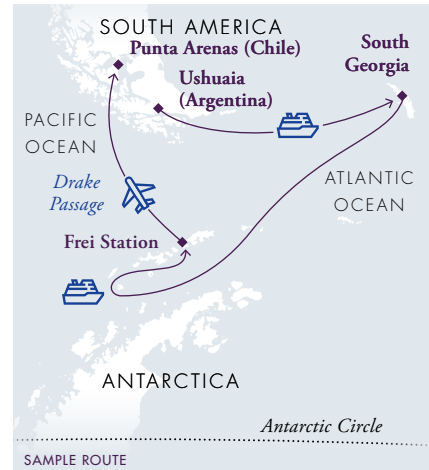 SOUTH AMERICA
Punta Arenas (Chile)
South
Georgia
Ushuaia
(Argentina)
PACIFIC
OCEAN
Drake
Passage
ATLANTIC
OCEAN
Frei Station
ANTARCTICA
Antarctic Circle
SAMPLE ROUTE